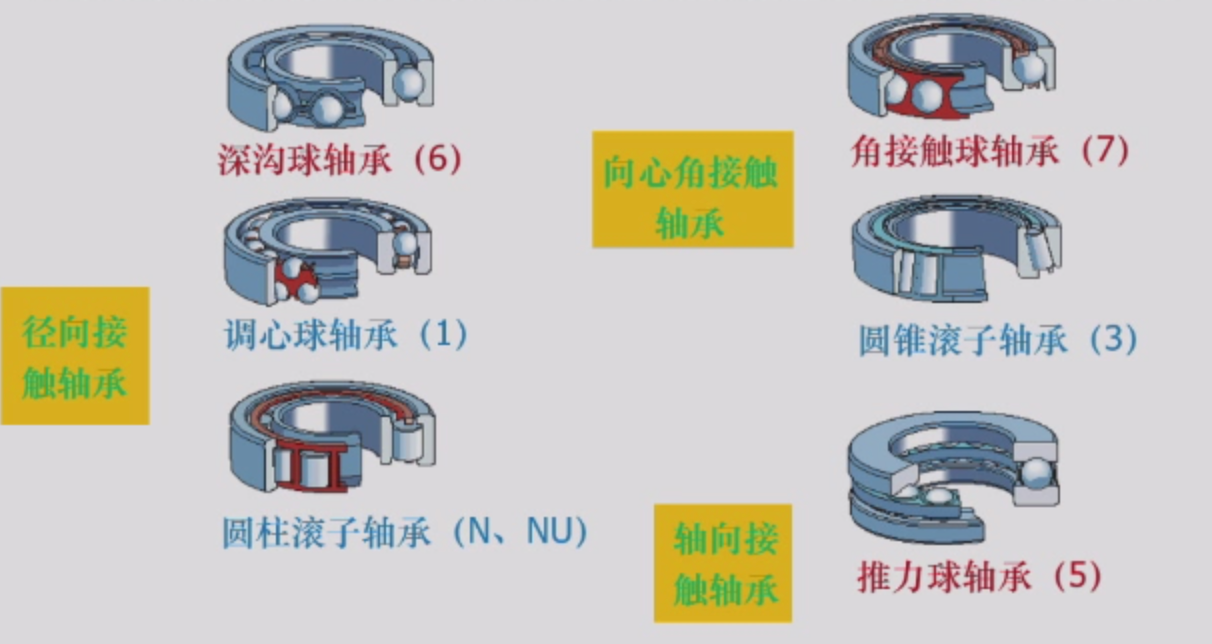 深沟球轴承（6）
调心球轴承（1）
径向接
触轴承
圆柱滚子轴承（N、NU）
角接触球轴承（7）
向心角接触
轴承
圆锥滚子轴承（3）
轴向接
触轴承
推力球轴承（5）